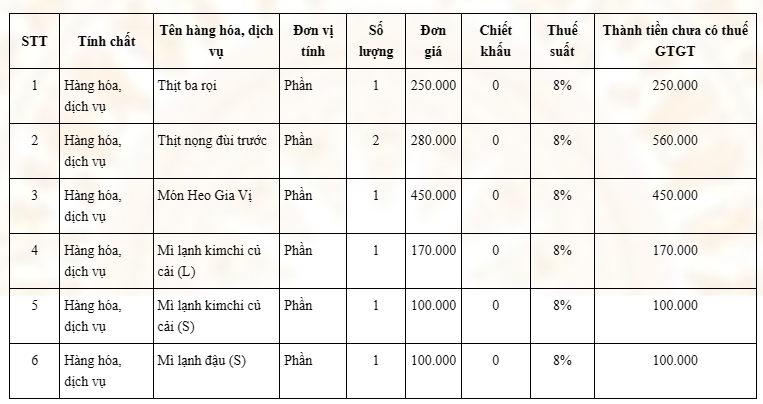 STT Tính chất Tên hàng hóa, dịch vụ Đơn vị tính Số lượng Đơn giá Chiết khấu Thuế suất Thành tiền chưa có thuế GTGT
1 Hàng hóa, dịch vụ Thịt ba rọi Phần 1 250.000 0 8% 250.000
2 Hàng hóa, dịch vụ Thịt nọng đùi trước Phần 2 280.000 0 8% 560.000
3 Hàng hóa, dịch vụ Món Heo Gia Vị Phần 1 450.000 0 8% 450.000
4 Hàng hóa, dịch vụ Mì lạnh kimchi củ cải (L) Phần 1 170.000 0 8% 170.000
5 Hàng hóa, dịch vụ Mì lạnh kimchi củ cải (S) Phần 1 100.000 0 8% 100.000
6 Hàng hóa, dịch vụ Mì lạnh đậu (S) Phần 1 100.000 0 8% 100.000